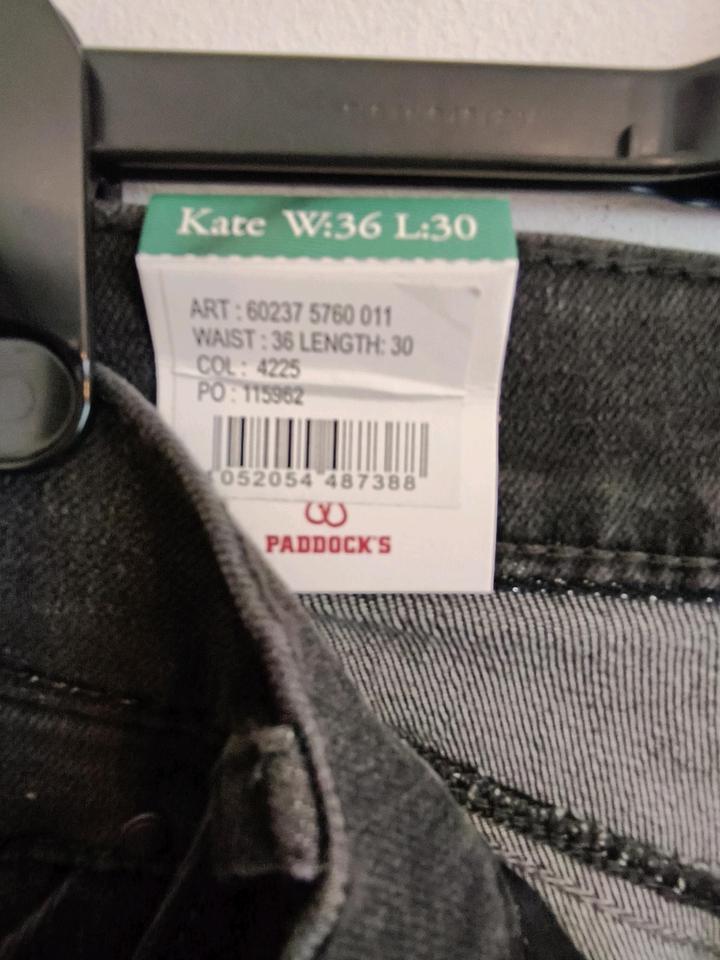 Kate W:36 L:30
ART : 60237 5760 011
WAIST : 36 LENGTH: 30
COL : 4225
PO : 115962
052054 487388
PADDOCK'S